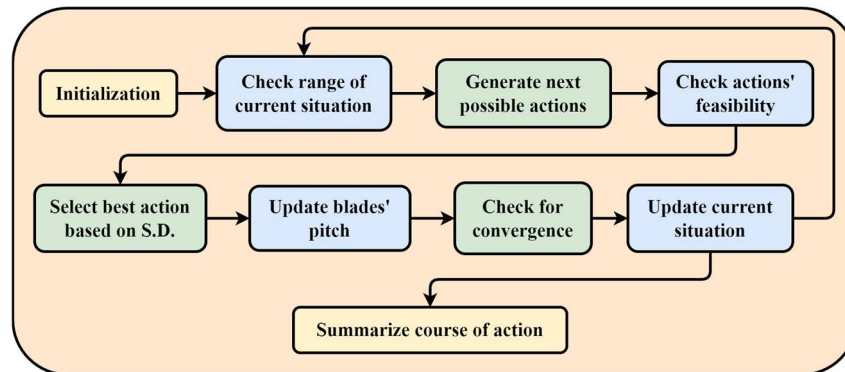 Initialization
Check range of
current situation
Generate next
possible actions
Check actions'
feasibility
Select best action
based on S.D.
Update blades'
pitch
Check for
convergence
Update current
situation
Summarize course of action